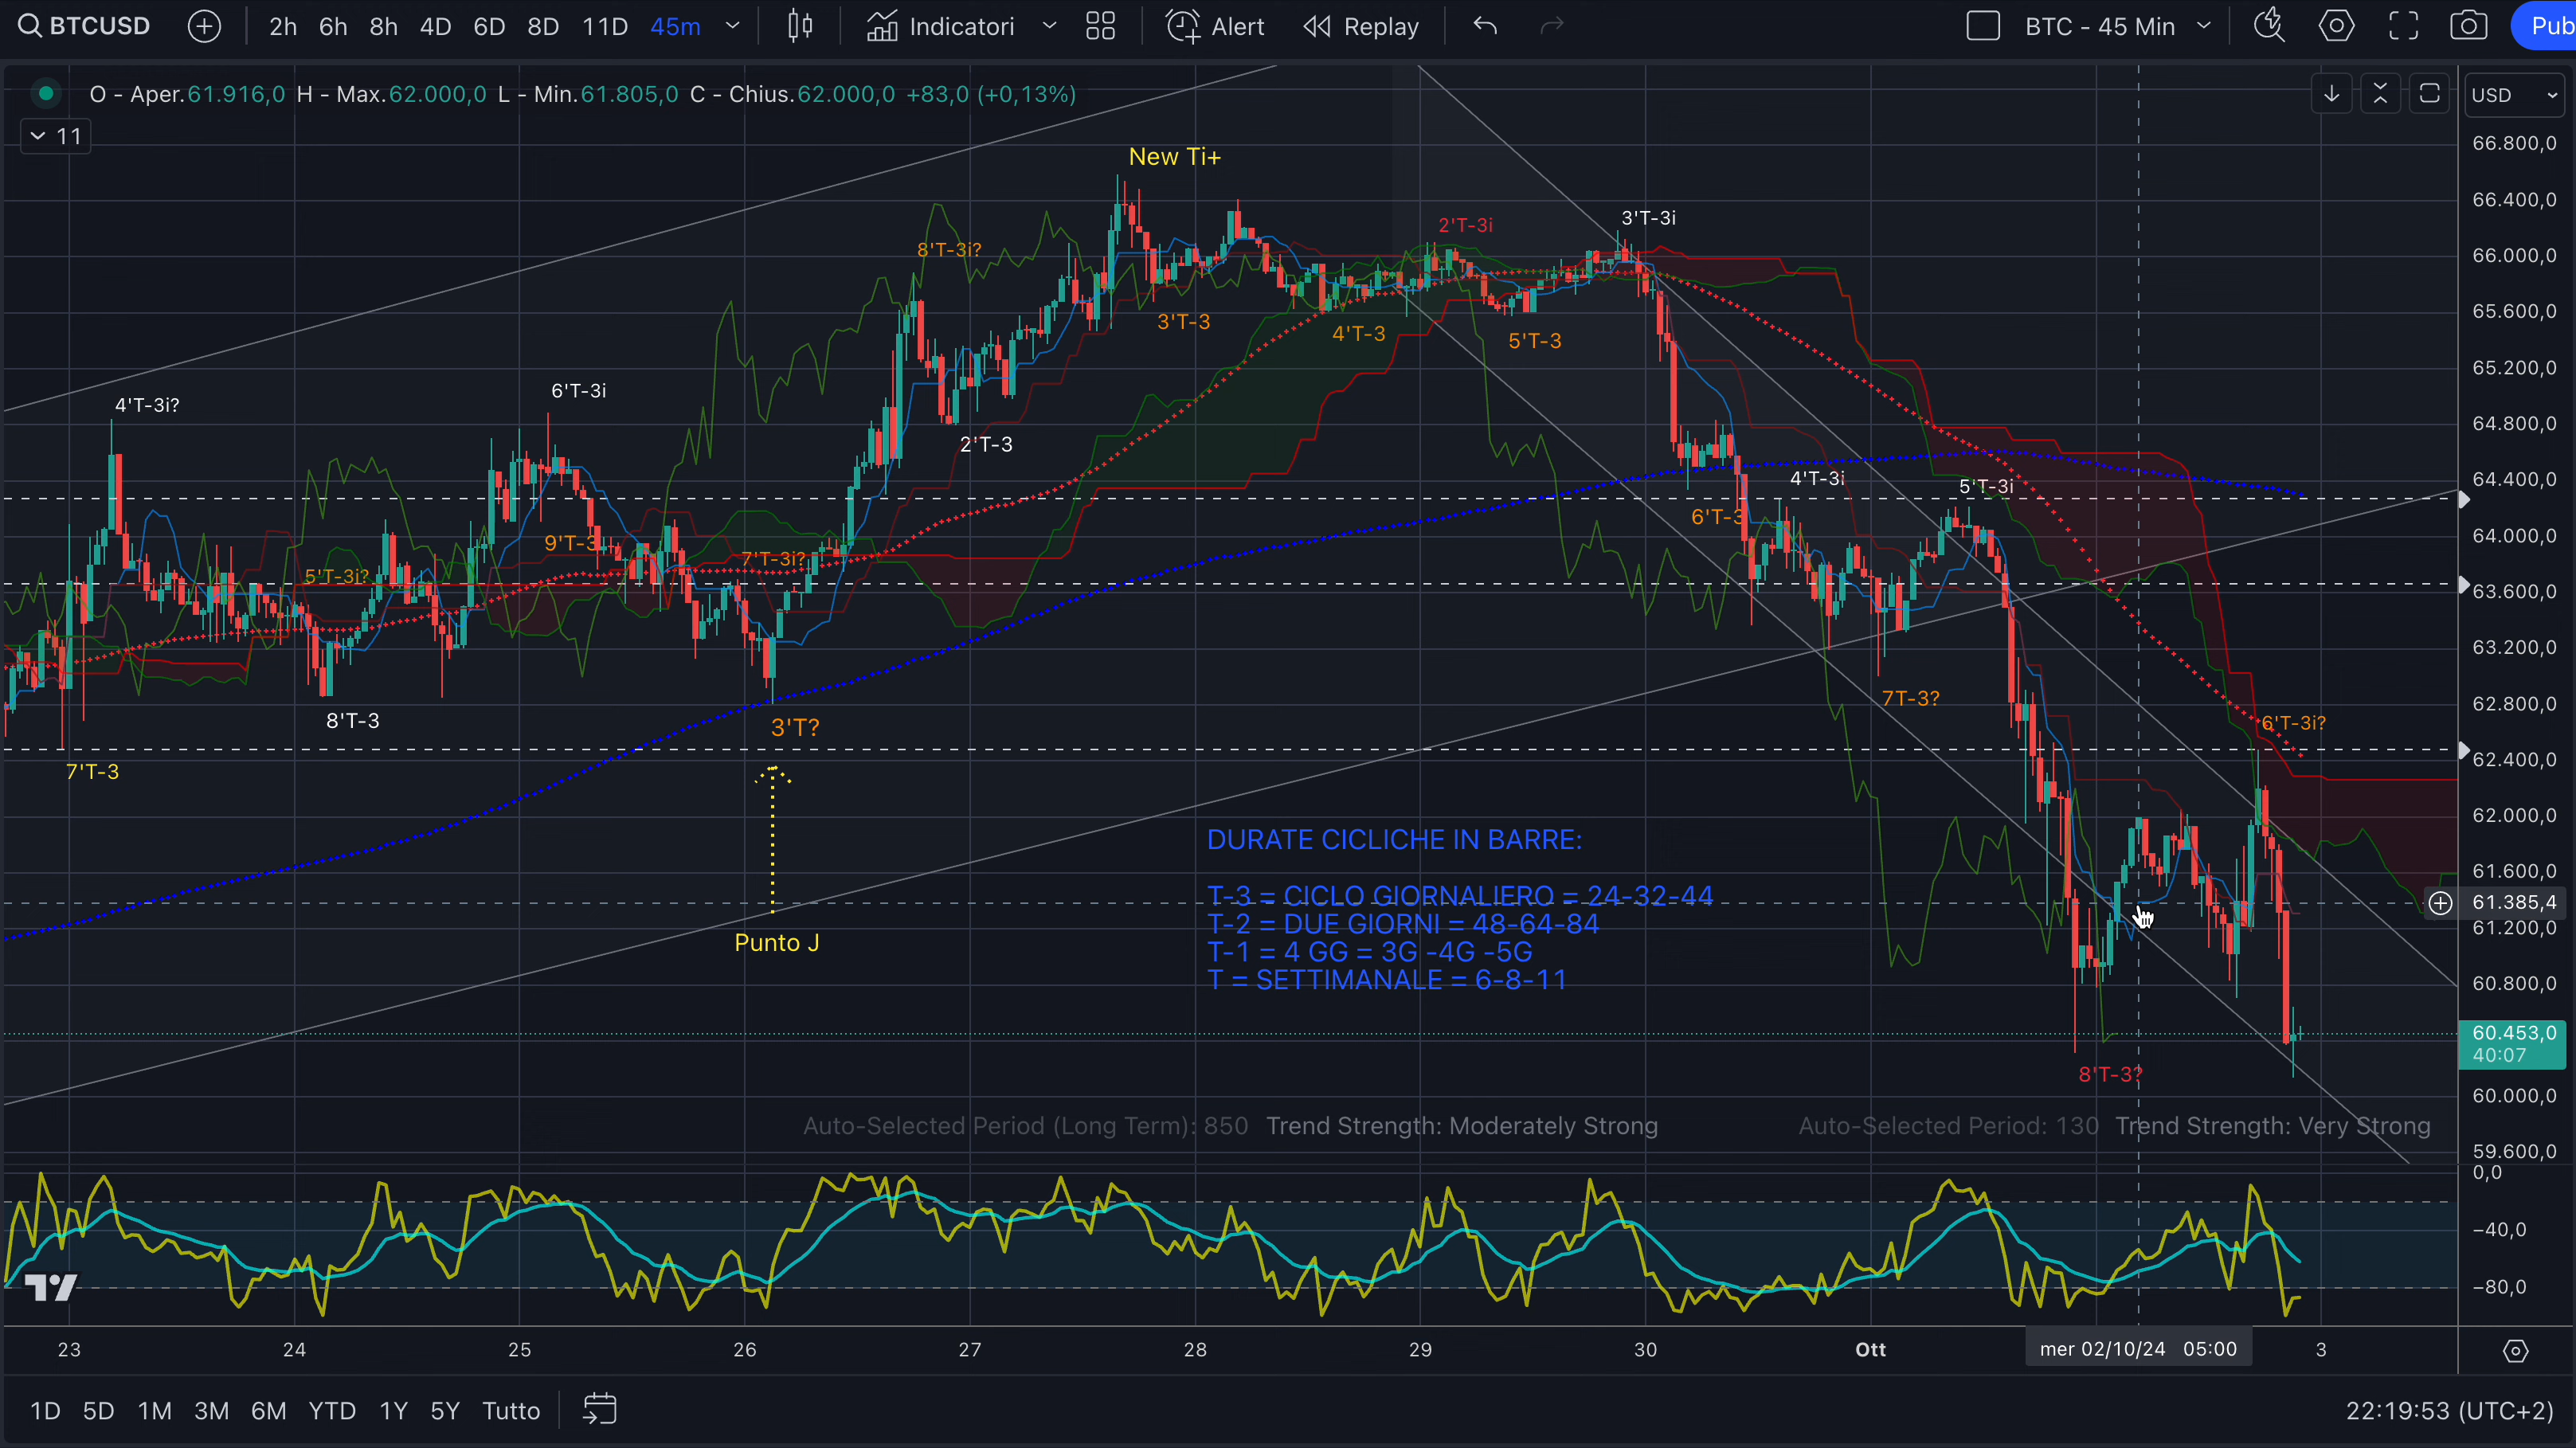 BTCUSD 2h 6h 8h 4D 6D 8D 11D 45m Indicatori Alert Replay BTC - 45 Min Pub
O - Aper.61.916,0 H - Max.62.000,0 L - Min.61.805,0 C - Chius.62.000,0 +83,0 (+0,13%)
USD
11
66.800,0
New Ti+
66.400,0
3'T-3i
2'T-3i
8'T-3i?
66.000,0
65.600,0
3'T-3
4'T-3
5'T-3
65.200,0
6'T-3i
4'T-3i?
64.800,0
2'T-3
64.400,0
4'T-3i
5'T-3i
6'T-3
64.000,0
9'T-3
7'T-3i?
5'T-3i?
63.600,0
63.200,0
7T-3?
62.800,0
8'T-3
3'T?
6'T-3i?
62.400,0
7'T-3
62.000,0
DURATE CICLICHE IN BARRE:
61.600,0
T-3 = CICLO GIORNALIERO = 24-32-44
61.385,4
T-2 = DUE GIORNI = 48-64-84
61.200,0
Punto J
T-1 = 4 GG = 3G -4G -5G
T = SETTIMANALE = 6-8-11
60.800,0
60.453,0
40:07
8'T-3?
60.000,0
Auto-Selected Period (Long Term): 850 Trend Strength: Moderately Strong
Auto-Selected Period: 130 Trend Strength: Very Strong
59.600,0
0,0
−40,0
−80,0
23 24 25 26 27 28 29 30 Ott mer 02/10/24 05:00 3
1D 5D 1M 3M 6M YTD 1Y 5Y Tutto 22:19:53 (UTC+2)